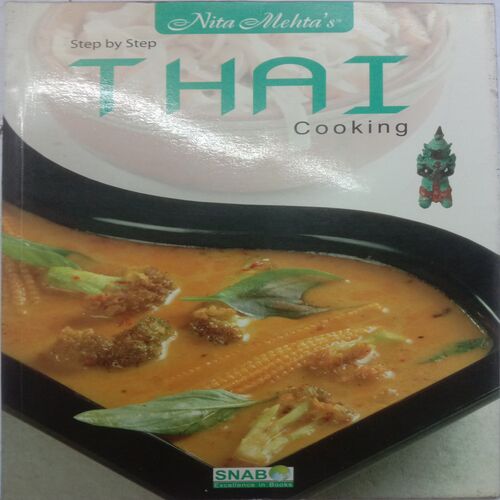 Nita Mehta's
Step by Step
THAI
Cooking
SNAB
Excellence in Books